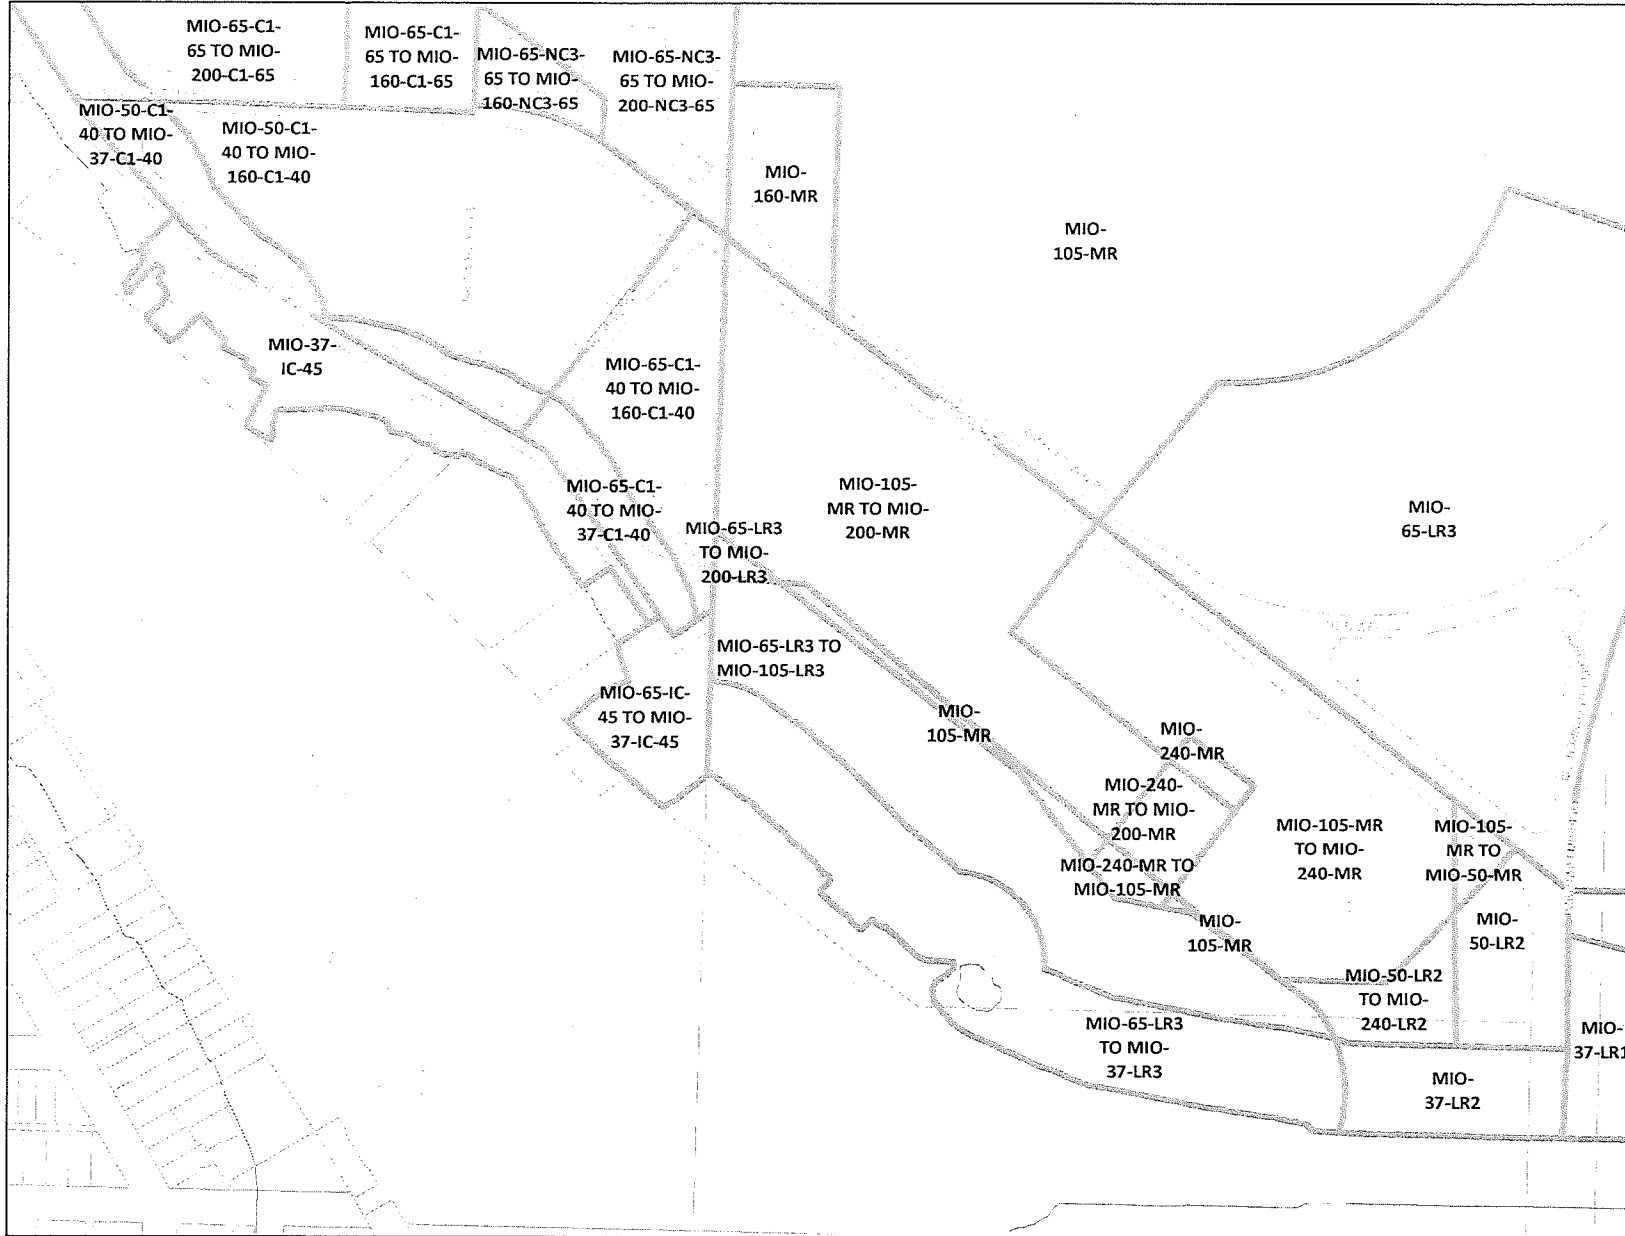 MIO-65-C1-
65 TO MIO-
200-C1-65
MIO-65-C1-
65 TO MIO-
160-C1-65
MIO-65-NC3-
65 TO MIO-
160-NC3-65
MIO-65-NC3-
65 TO MIO-
200-NC3-65
MIO-50-C1-
40 TO MIO-
37-C1-40
MIO-50-C1-
40 TO MIO-
160-C1-40
MIO-
160-MR
MIO-
105-MR
MIO-37-
IC-45
MIO-65-C1-
40 TO MIO-
160-C1-40
MIO-65-C1-
40 TO MIO-
37-C1-40
MIO-65-LR3
TO MIO-
200-LR3
MIO-105-
MR TO MIO-
200-MR
MIO-
65-LR3
MIO-65-LR3 TO
MIO-105-LR3
MIO-65-IC-
45 TO MIO-
37-IC-45
MIO-
105-MR
MIO-
240-MR
MIO-240-
MR TO MIO-
200-MR
MIO-240-MR TO
MIO-105-MR
MIO-105-MR
TO MIO-
240-MR
MIO-105-
MR TO
MIO-50-MR
MIO-
105-MR
MIO-
50-LR2
MIO-50-LR2
TO MIO-
240-LR2
MIO-65-LR3
TO MIO-
37-LR3
MIO-
37-LR1
MIO-
37-LR2